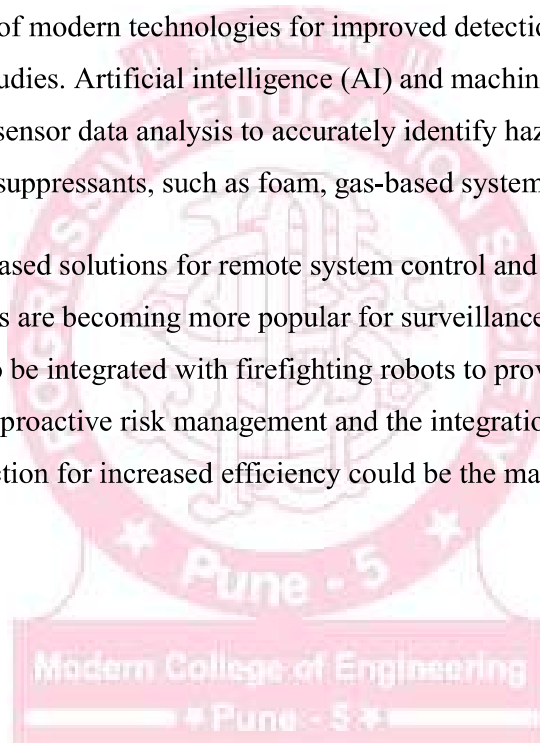 of modern technologies for improved detectio
udies. Artificial intelligence (AI) and machin
sensor data analysis to accurately identify haz
suppressants, such as foam, gas-based system
ased solutions for remote system control and
s are becoming more popular for surveillance
o be integrated with firefighting robots to prov
proactive risk management and the integratio
ction for increased efficiency could be the ma
PROGRESSIVE EDUCATION SOCIETY
★ Pune - 5 ★
Modern College of Engineering
★Pune - 5★